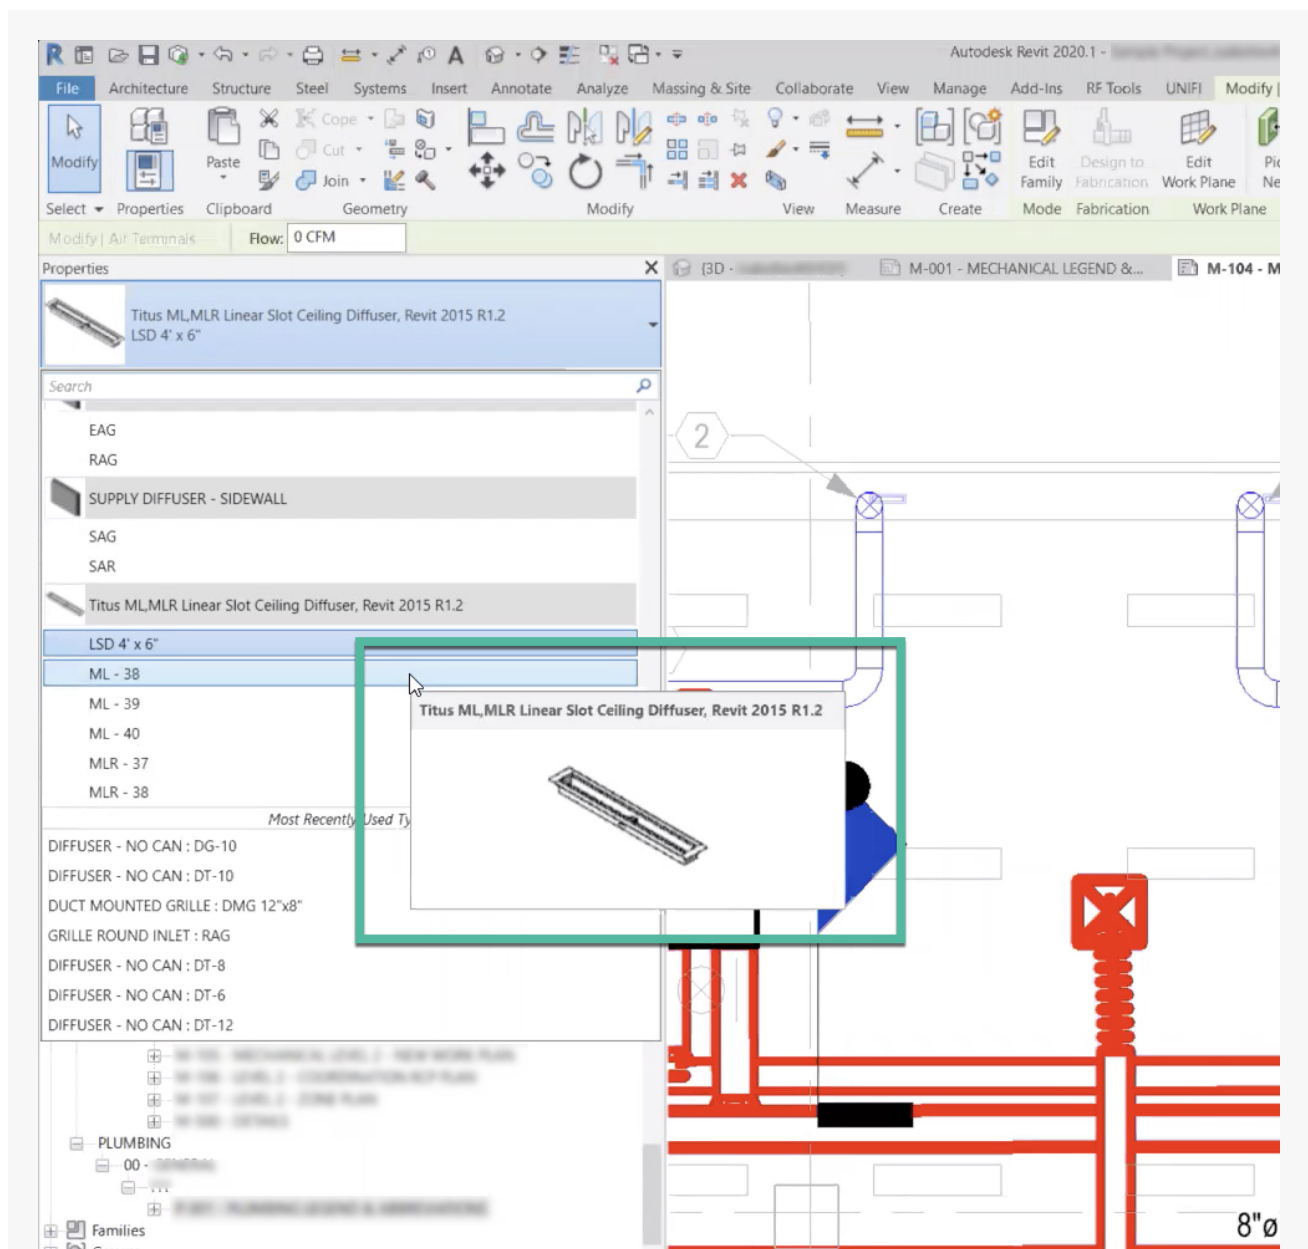 Autodesk Revit 2020.1 -
File Architecture Structure Steel Systems Insert Annotate Analyze Massing & Site Collaborate View Manage Add-Ins RF Tools UNIFI Modify |
Modify
Paste
Cope
Cut
Join
Edit Family
Design to Fabrication
Edit Work Plane
Select Properties Clipboard Geometry Modify View Measure Create Mode Fabrication Work Plane
Modify | Air Terminals Flow: 0 CFM
Properties
{3D -
M-001 - MECHANICAL LEGEND &...
M-104 - M
Titus ML,MLR Linear Slot Ceiling Diffuser, Revit 2015 R1.2
LSD 4' x 6"
Search
EAG
RAG
SUPPLY DIFFUSER - SIDEWALL
SAG
SAR
Titus ML,MLR Linear Slot Ceiling Diffuser, Revit 2015 R1.2
LSD 4' x 6"
ML - 38
ML - 39
ML - 40
MLR - 37
MLR - 38
Most Recently Used Ty
DIFFUSER - NO CAN : DG-10
DIFFUSER - NO CAN : DT-10
DUCT MOUNTED GRILLE : DMG 12"x8"
GRILLE ROUND INLET : RAG
DIFFUSER - NO CAN : DT-8
DIFFUSER - NO CAN : DT-6
DIFFUSER - NO CAN : DT-12
Titus ML,MLR Linear Slot Ceiling Diffuser, Revit 2015 R1.2
2
PLUMBING
00 -
Families
8"ø